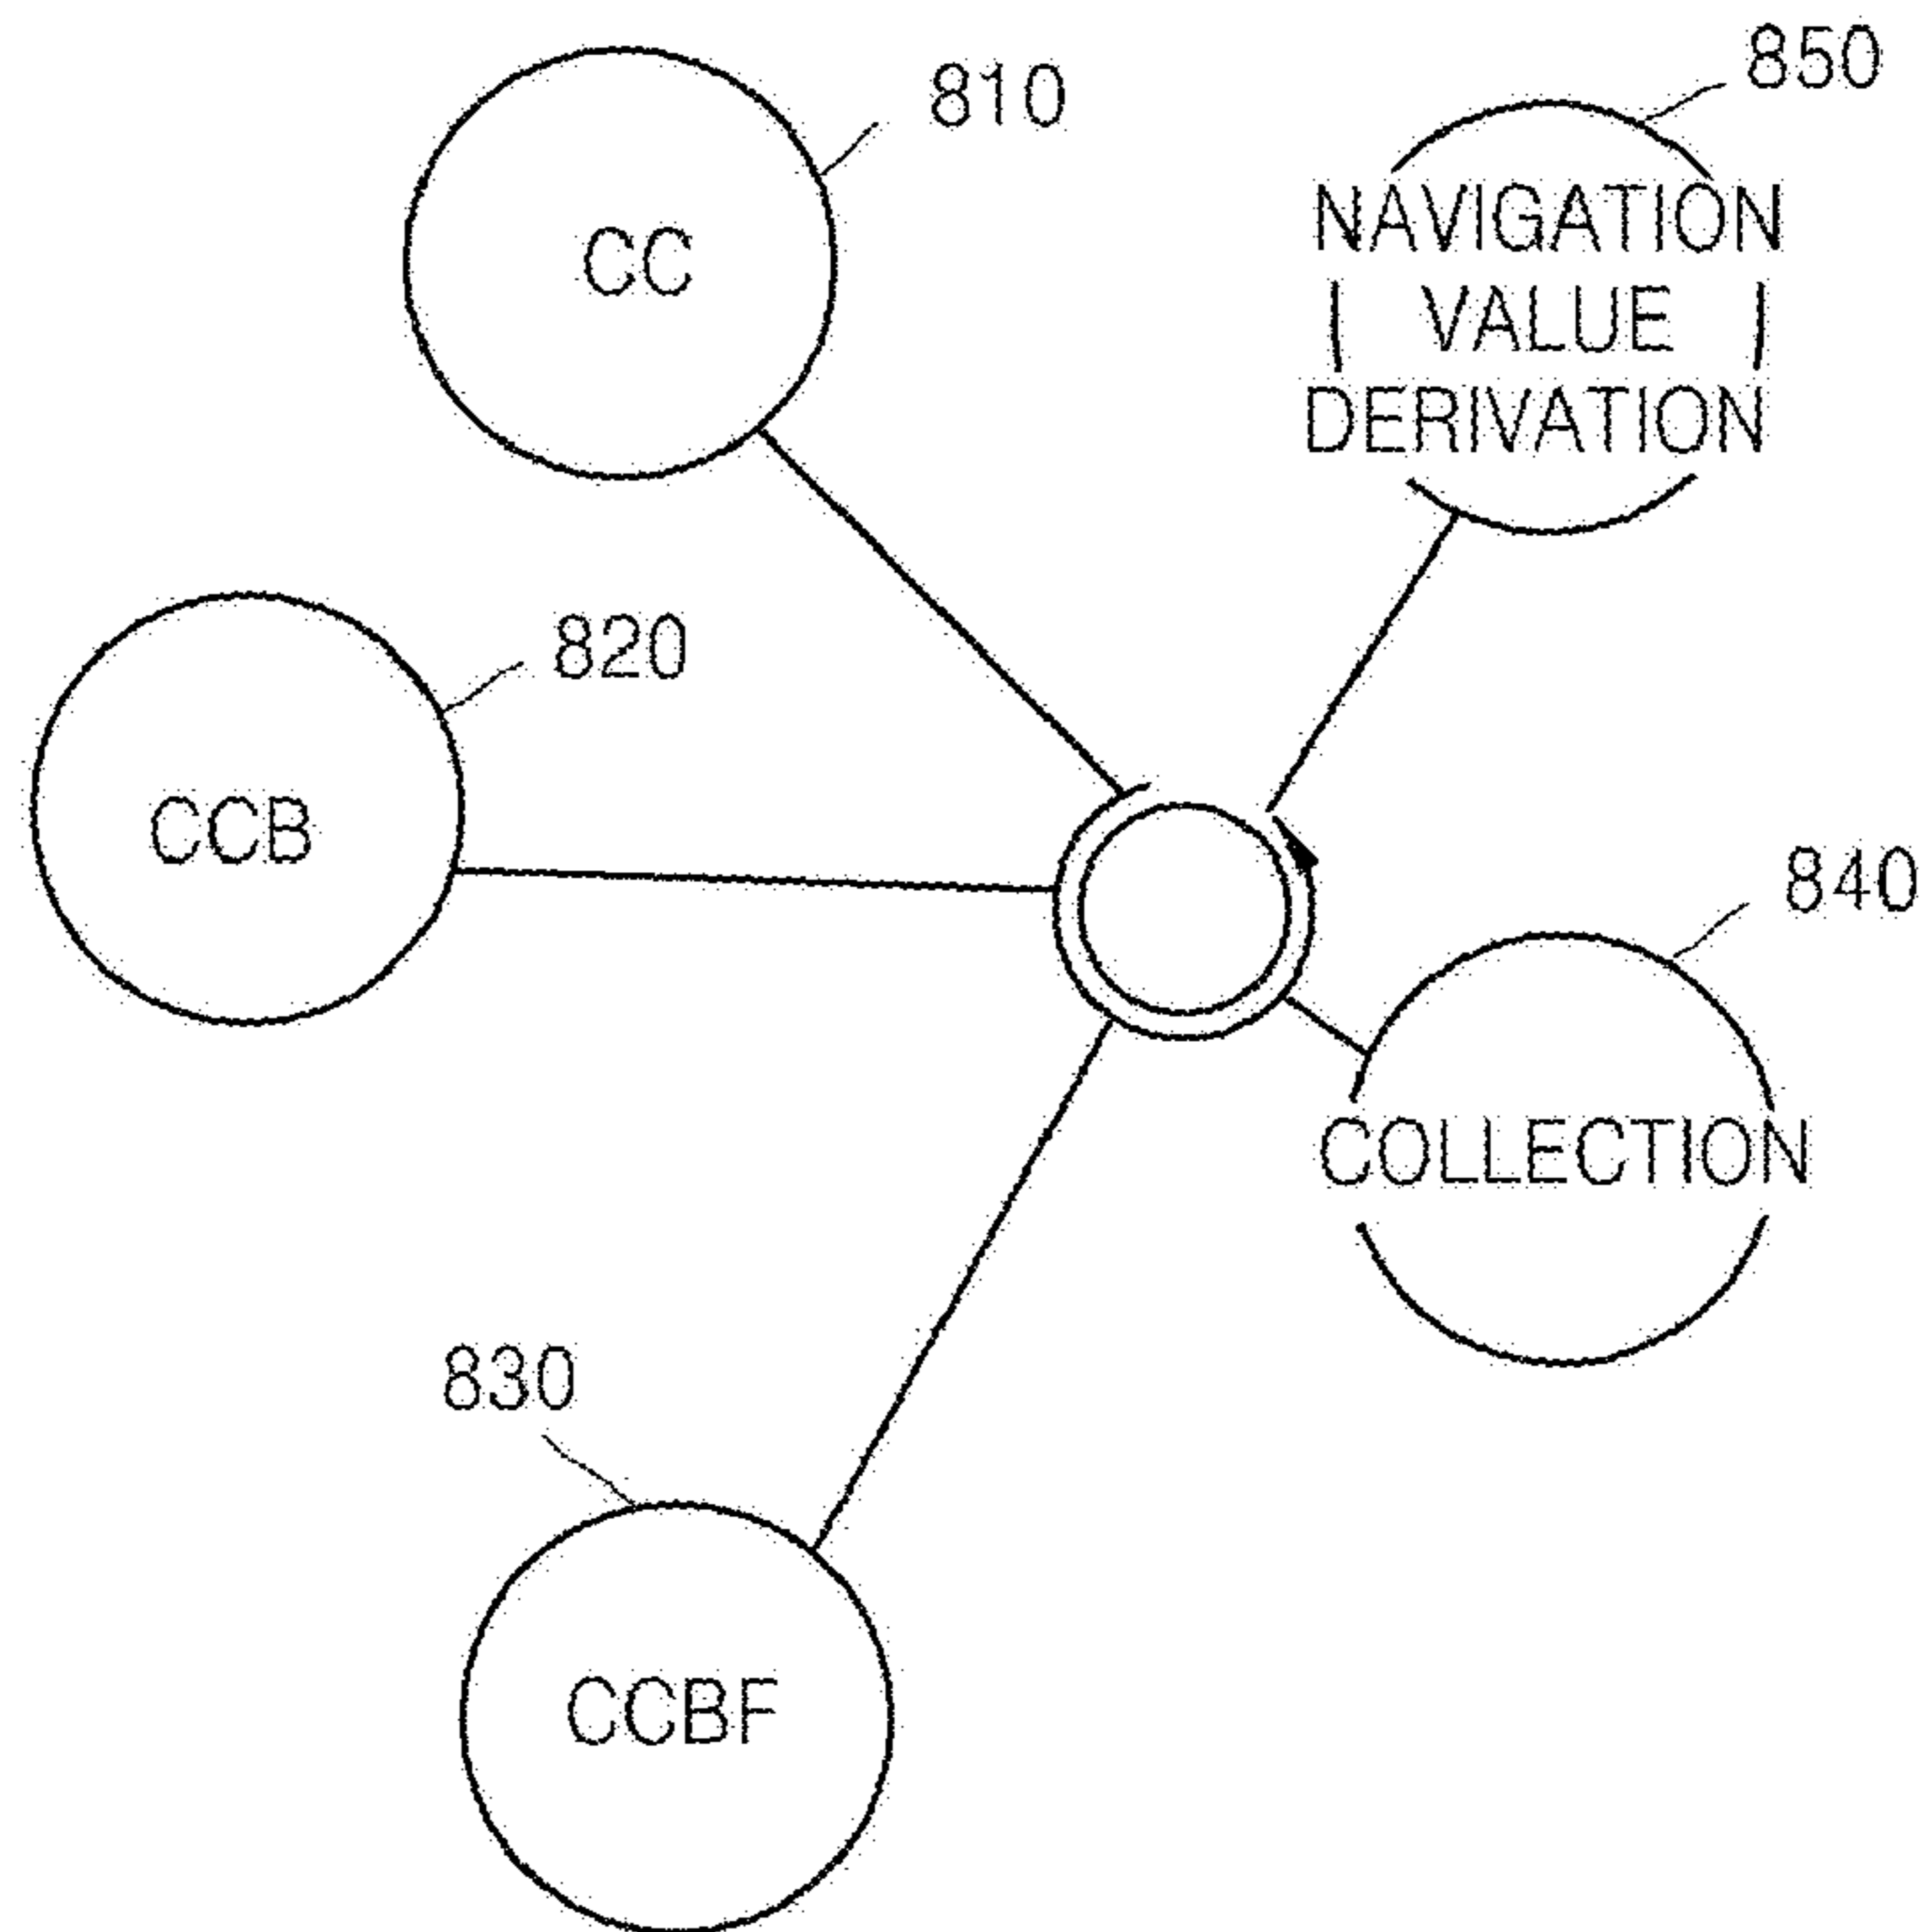 850
810
NAVIGATION
CC
VALUE
DERIVATION
820
CCB
840
COLLECTION
830
CCBF